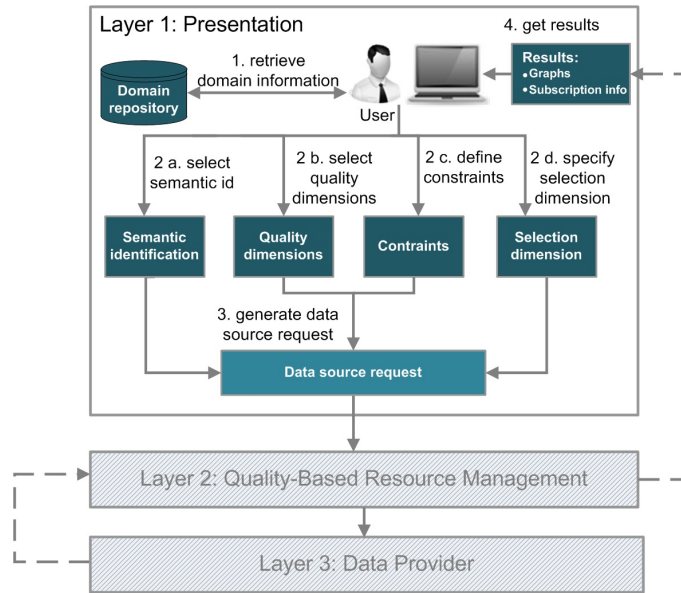 Layer 1: Presentation
4. get results
1. retrieve
domain information
Domain
repository
User
Results:
•Graphs
•Subscription info
2 a. select
semantic id
2 b. select
quality
dimensions
2 c. define
constraints
2 d. specify
selection
dimension
Semantic
identification
Quality
dimensions
Contraints
Selection
dimension
3. generate data
source request
Data source request
Layer 2: Quality-Based Resource Management
Layer 3: Data Provider